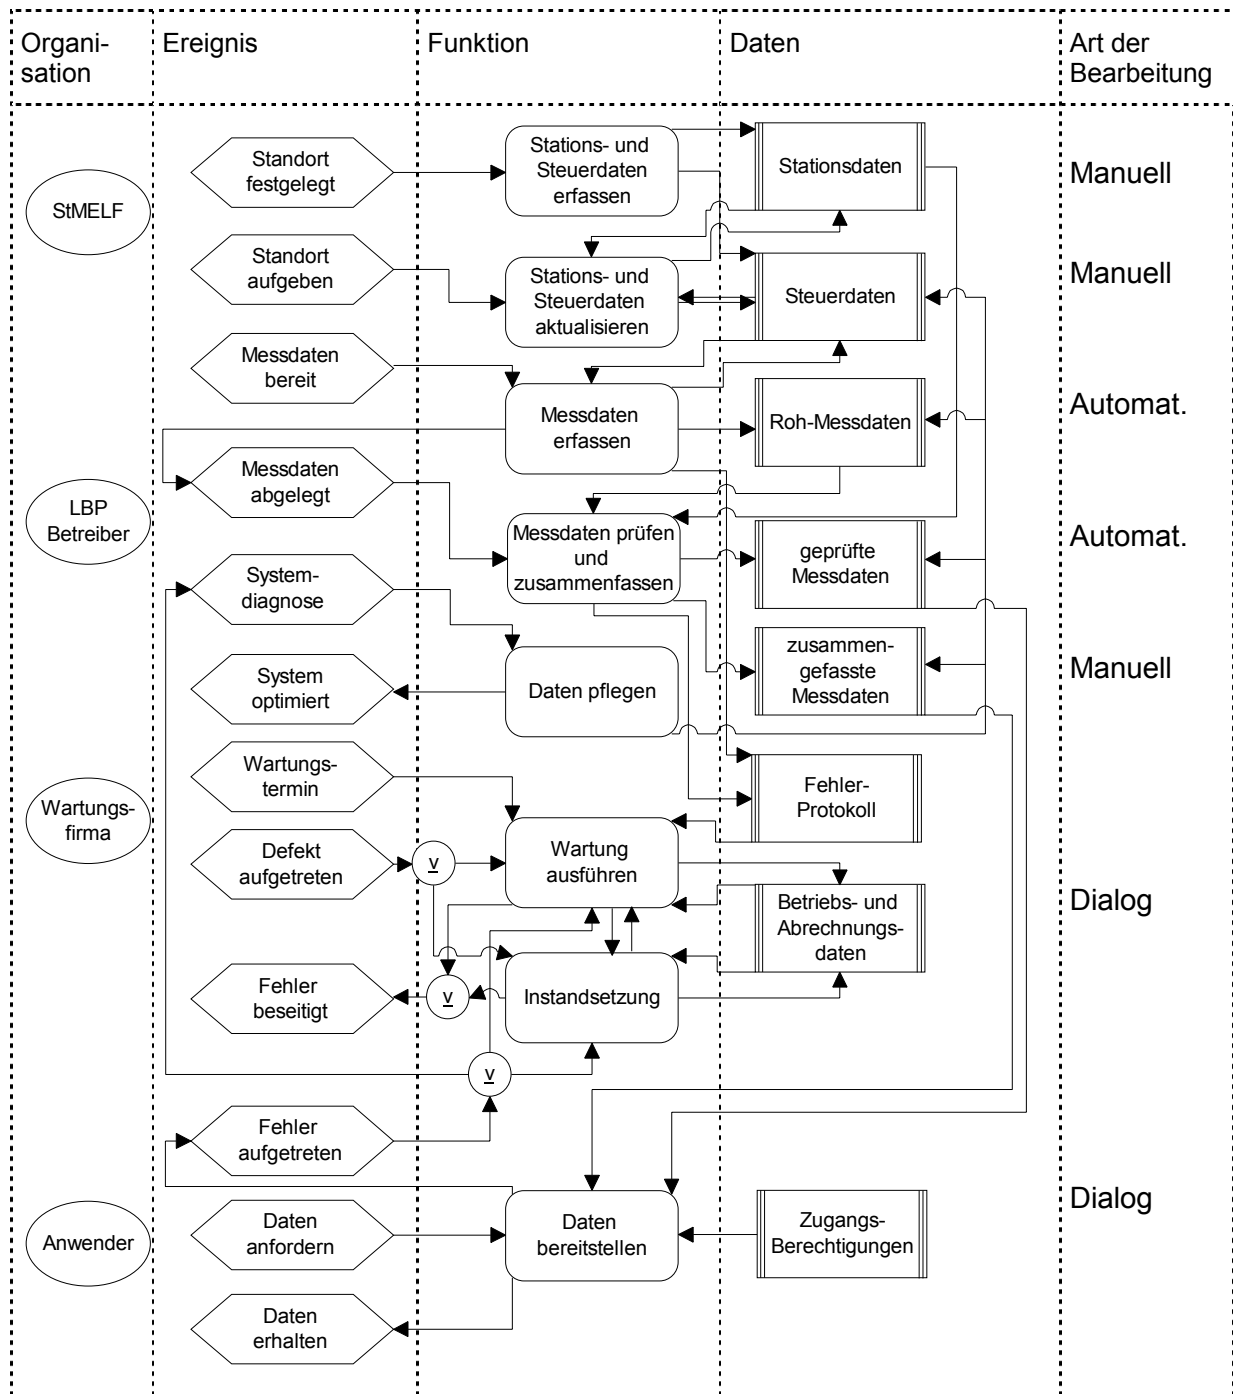 Organi-
sation
Ereignis
Funktion
Daten
Art der
Bearbeitung
Standort
festgelegt
Stations- und
Steuerdaten
erfassen
Stationsdaten
Manuell
StMELF
Standort
aufgeben
Stations- und
Steuerdaten
aktualisieren
Steuerdaten
Manuell
Messdaten
bereit
Messdaten
erfassen
Roh-Messdaten
Automat.
Messdaten
abgelegt
LBP
Betreiber
Messdaten prüfen
und
zusammenfassen
geprüfte
Messdaten
Automat.
System-
diagnose
zusammen-
gefasste
Messdaten
Manuell
System
optimiert
Daten pflegen
Wartungs-
termin
Fehler-
Protokoll
Wartungs-
firma
Defekt
aufgetreten
v
Wartung
ausführen
Betriebs- und
Abrechnungs-
daten
Dialog
Fehler
beseitigt
v
Instandsetzung
v
Fehler
aufgetreten
Dialog
Anwender
Daten
anfordern
Daten
bereitstellen
Zugangs-
Berechtigungen
Daten
erhalten